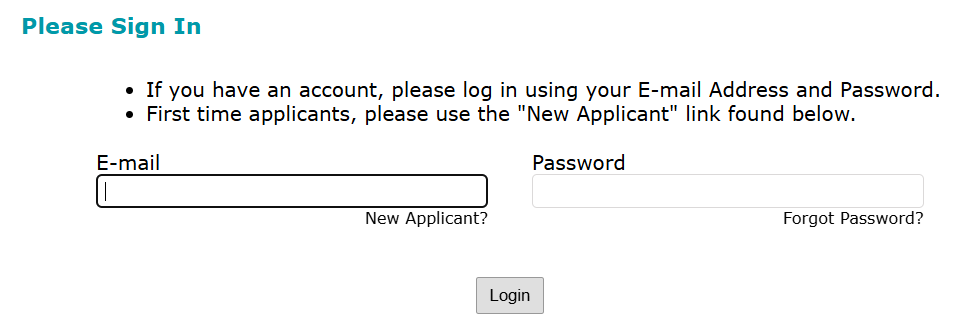 Please Sign In
• If you have an account, please log in using your E-mail Address and Password.
• First time applicants, please use the "New Applicant" link found below.
E-mail
Password
New Applicant?
Forgot Password?
Login